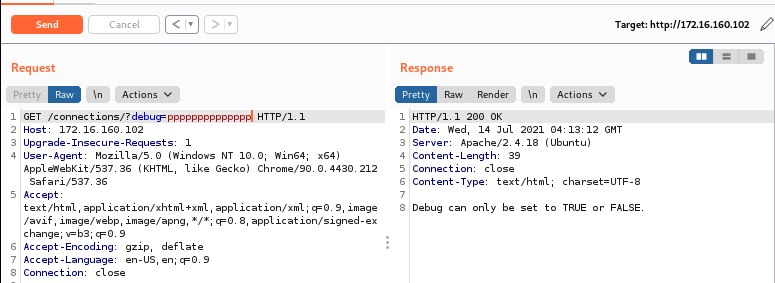 Send
Cancel
<
>
Target: http://172.16.160.102
Request
Response
Pretty Raw \n Actions
Pretty Raw Render \n Actions
1 GET /connections/?debug=ppppppppppppppp HTTP/1.1
2 Host: 172.16.160.102
3 Upgrade-Insecure-Requests: 1
4 User-Agent: Mozilla/5.0 (Windows NT 10.0; Win64; x64)
AppleWebKit/537.36 (KHTML, like Gecko) Chrome/90.0.4430.212
Safari/537.36
5 Accept:
text/html,application/xhtml+xml,application/xml;q=0.9,image
/avif,image/webp,image/apng,*/*;q=0.8,application/signed-ex
change;v=b3;q=0.9
6 Accept-Encoding: gzip, deflate
7 Accept-Language: en-US,en;q=0.9
8 Connection: close
1 HTTP/1.1 200 OK
2 Date: Wed, 14 Jul 2021 04:13:12 GMT
3 Server: Apache/2.4.18 (Ubuntu)
4 Content-Length: 39
5 Connection: close
6 Content-Type: text/html; charset=UTF-8
7
8 Debug can only be set to TRUE or FALSE.